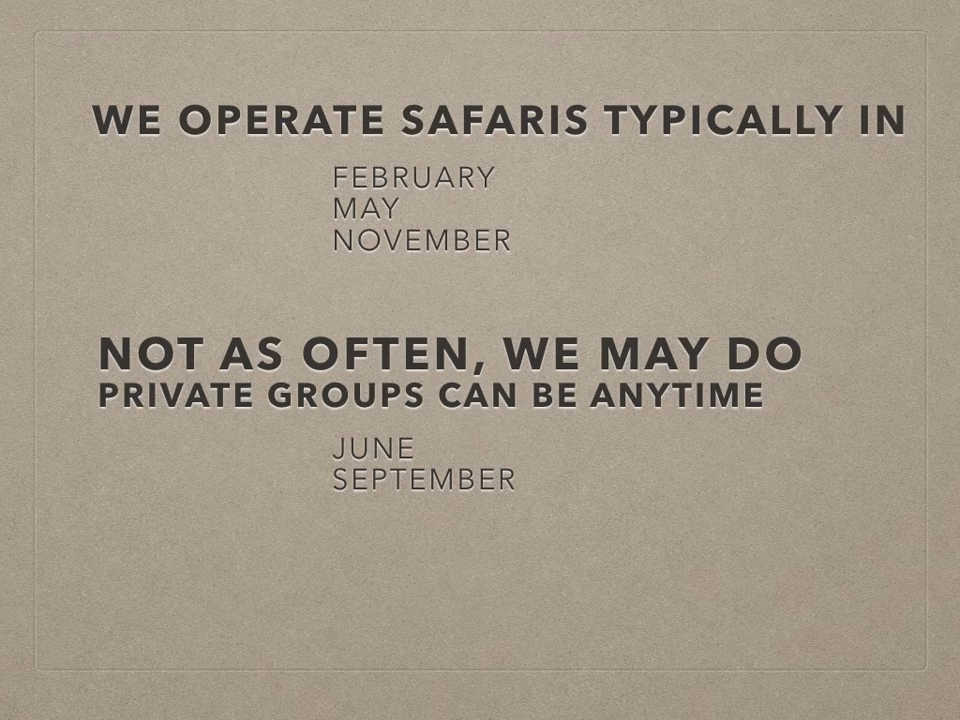 WE OPERATE SAFARIS TYPICALLY IN
FEBRUARY
MAY
NOVEMBER
NOT AS OFTEN, WE MAY DO
PRIVATE GROUPS CAN BE ANYTIME
JUNE
SEPTEMBER